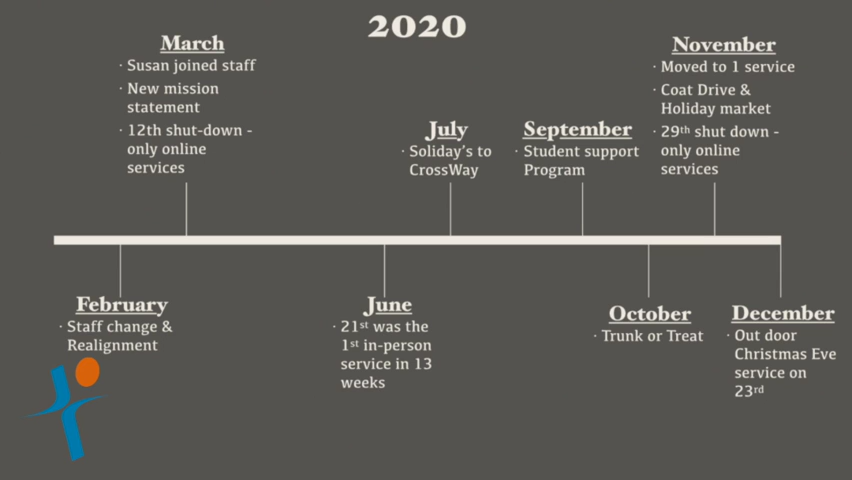 2020
March
· Susan joined staff
· New mission
statement
· 12th shut-down -
only online
services
July
· Soliday's to
CrossWay
September
· Student support
Program
November
· Moved to 1 service
· Coat Drive &
Holiday market
· 29th shut down -
only online
services
February
· Staff change &
Realignment
June
· 21st was the
1st in-person
service in 13
weeks
October
· Trunk or Treat
December
· Out door
Christmas Eve
service on
23rd